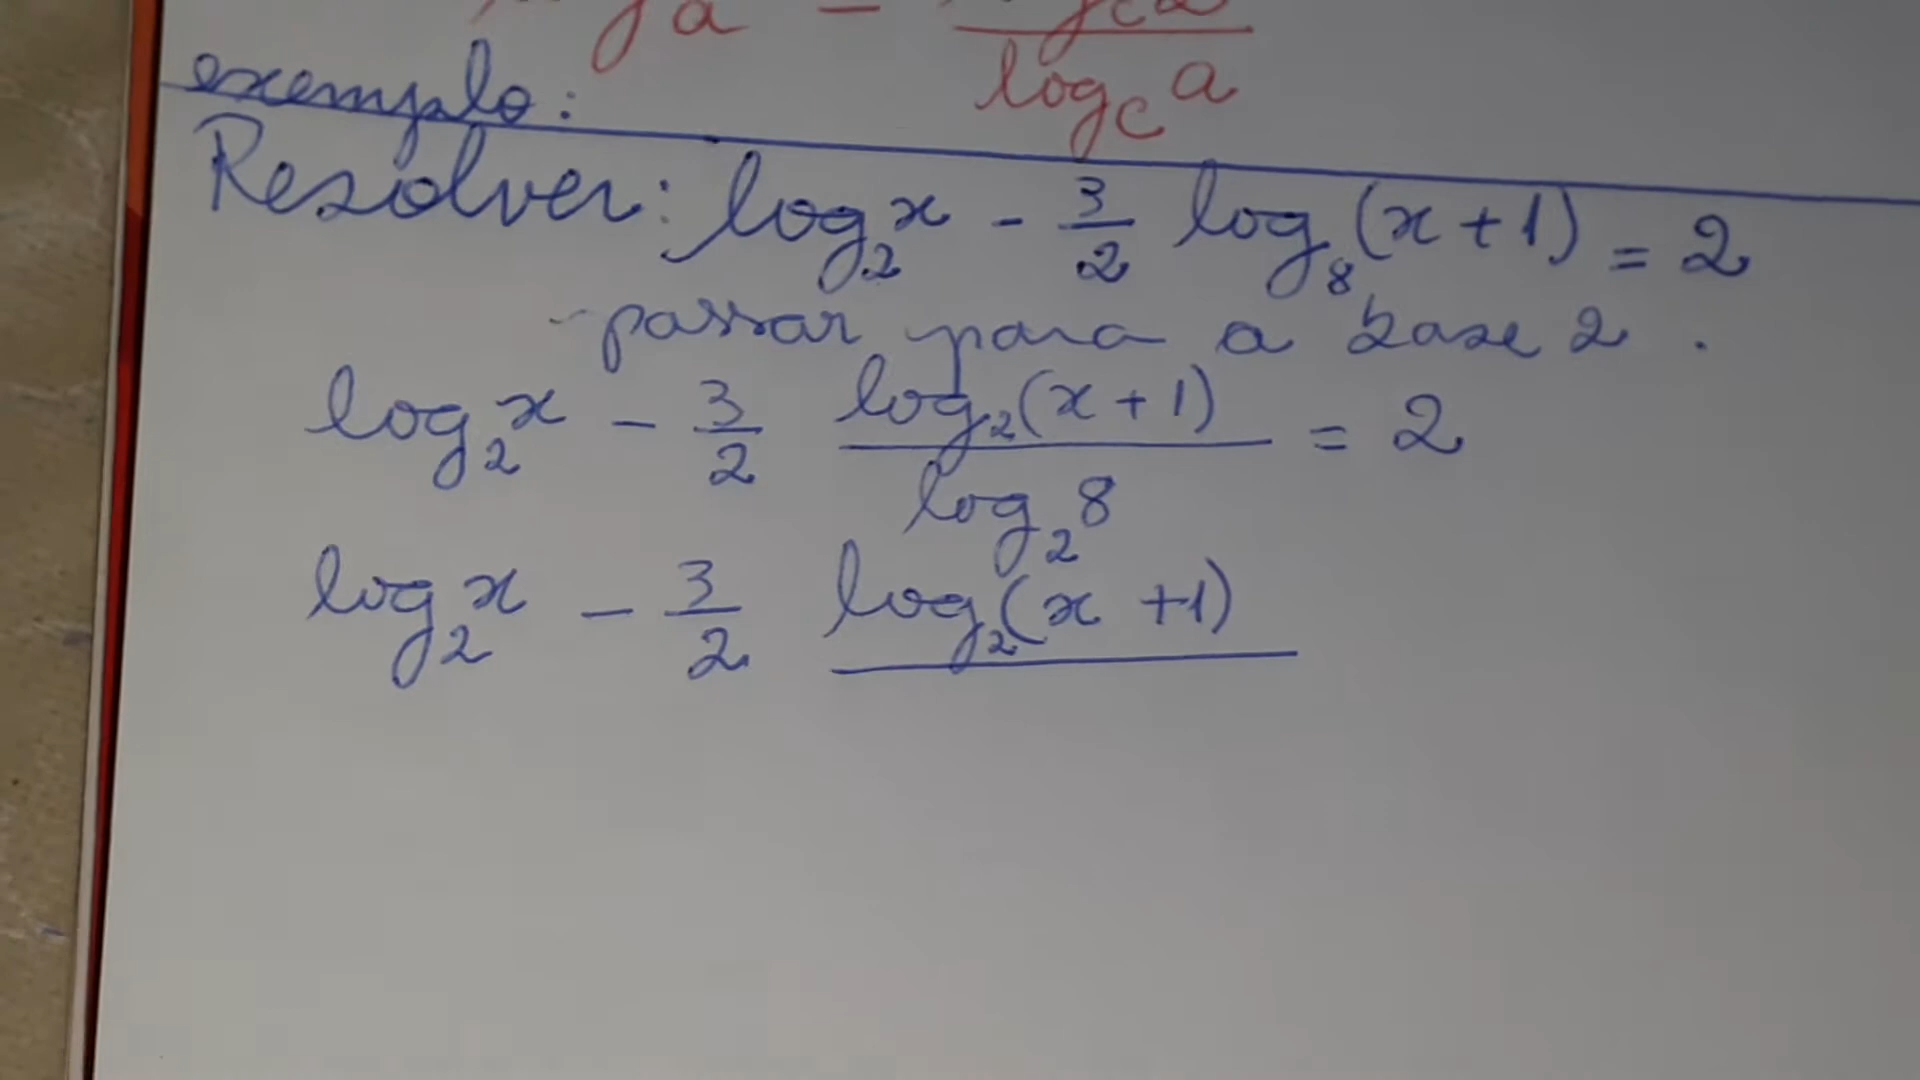 a =
log_c a
exemplo:
Resolver: log₂x - 3/2 log₈(x+1) = 2
- passar para a base 2.
log₂x - 3/2 log₂(x+1)/log₂8 = 2
log₂x - 3/2 log₂(x+1)